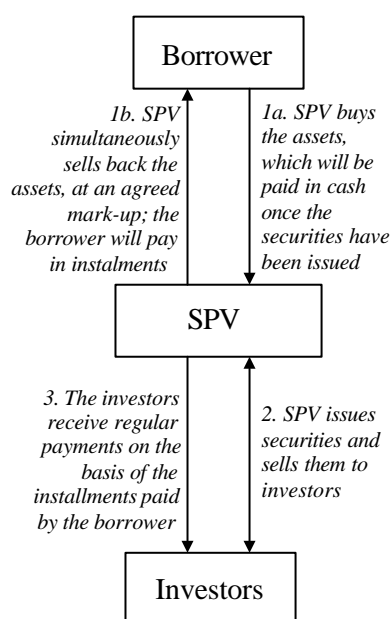 Borrower
1b. SPV
simultaneously
sells back the
assets, at an agreed
mark-up; the
borrower will pay
in instalments
1a. SPV buys
the assets,
which will be
paid in cash
once the
securities have
been issued
SPV
3. The investors
receive regular
payments on the
basis of the
installments paid
by the borrower
2. SPV issues
securities and
sells them to
investors
Investors